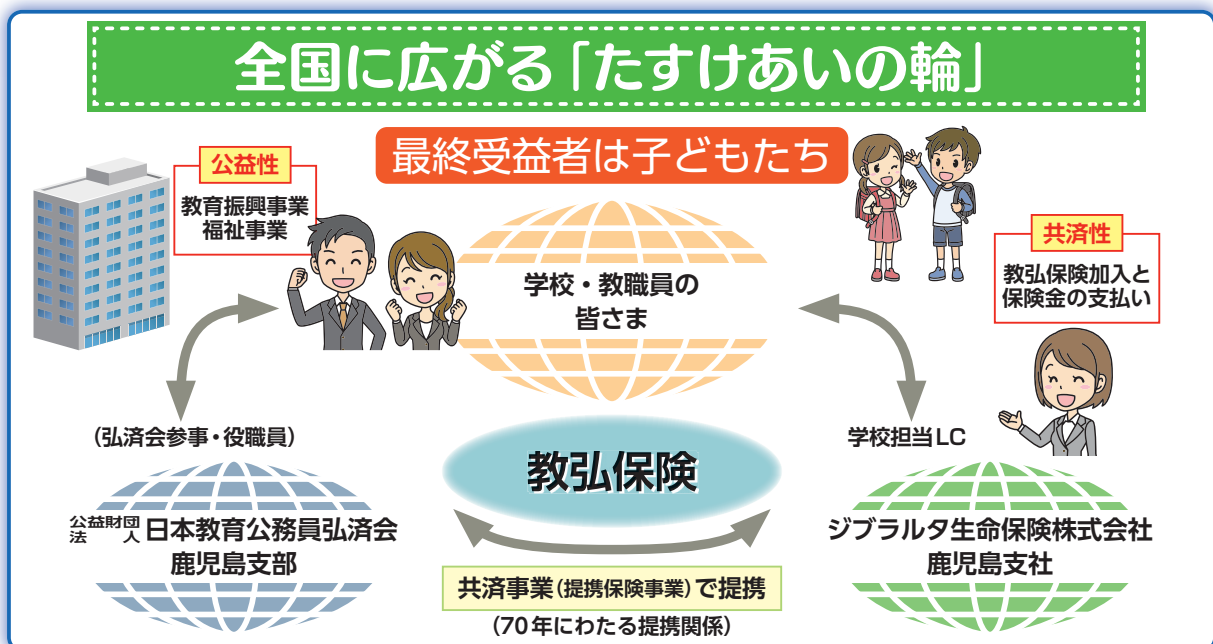 全国に広がる「たすけあいの輪」
最終受益者は子どもたち
公益性
教育振興事業
福祉事業
学校・教職員の
皆さま
共済性
教弘保険加入と
保険金の支払い
(弘済会参事・役職員)
学校担当LC
教弘保険
公益財団法人 日本教育公務員弘済会
鹿児島支部
ジブラルタ生命保険株式会社
鹿児島支社
共済事業(提携保険事業)で提携
(70年にわたる提携関係)